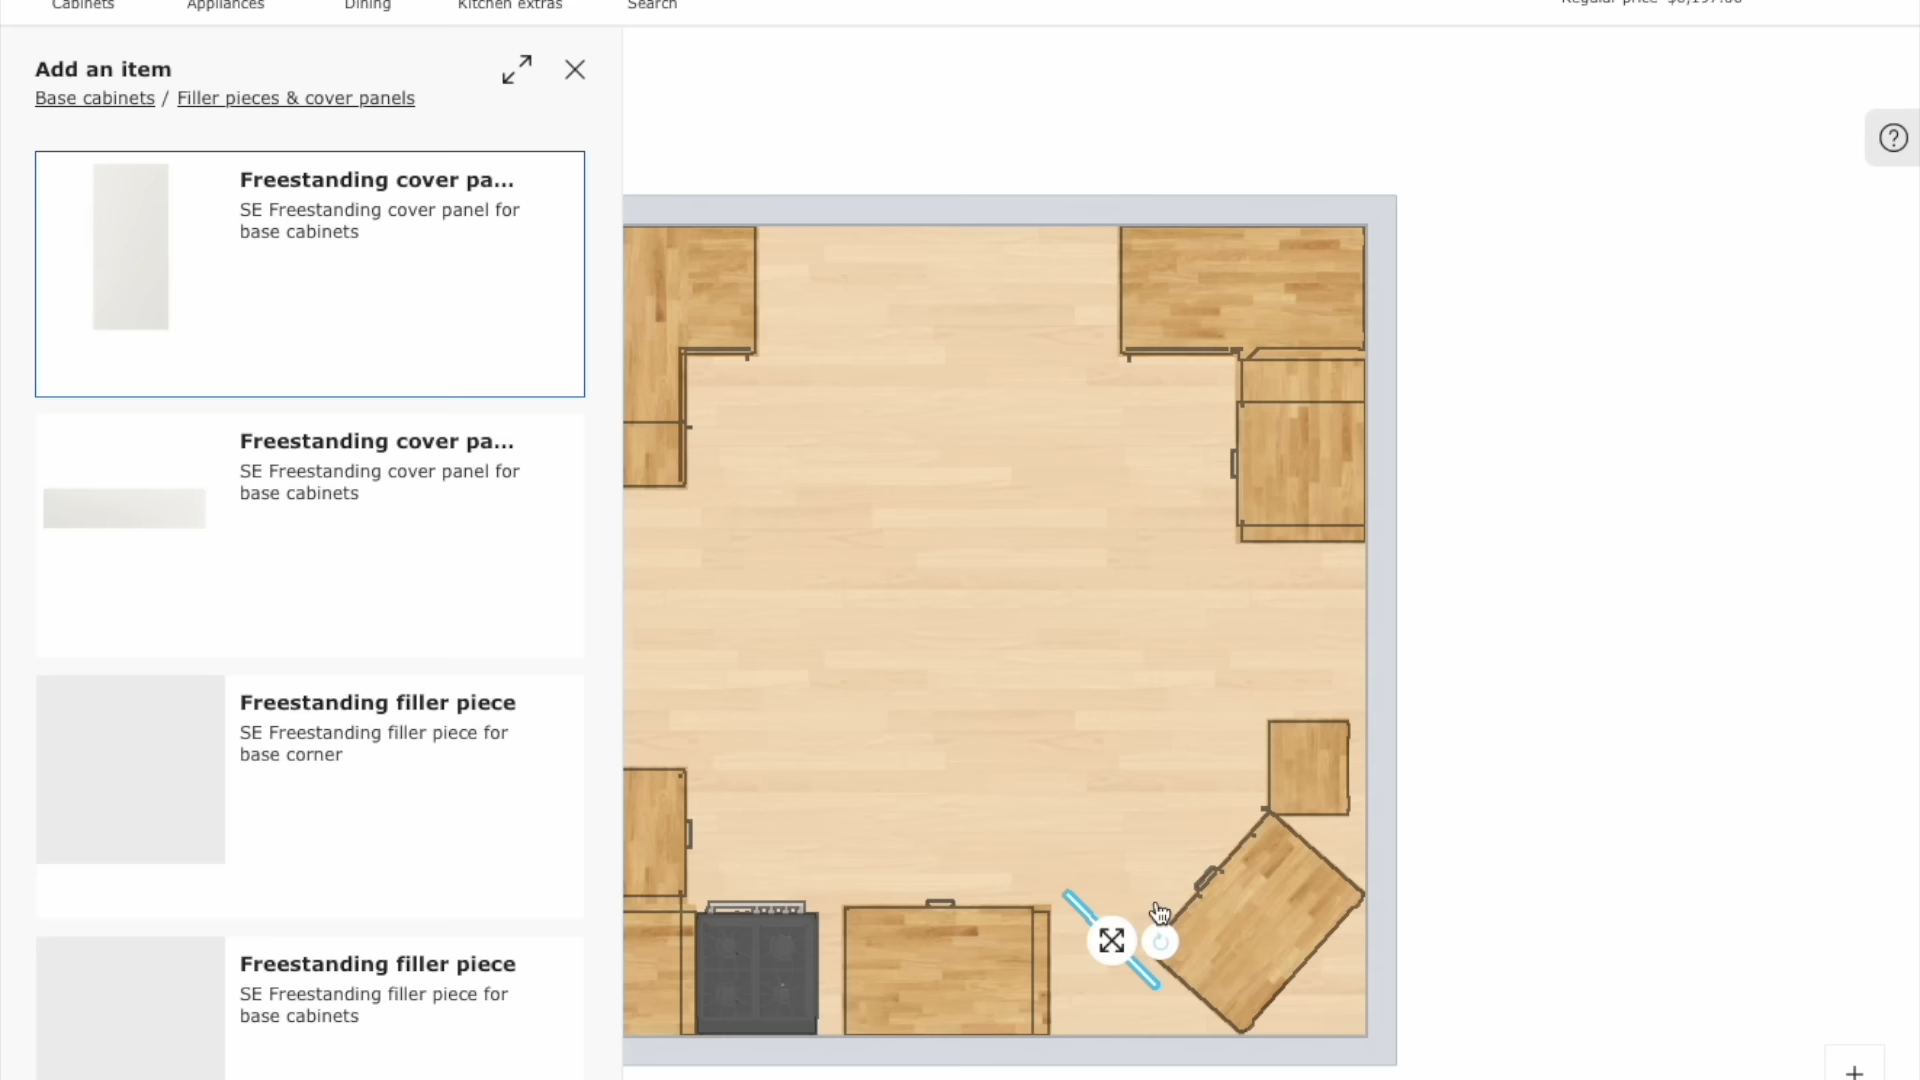 Cabinets Appliances Dining Kitchen extras Search
Regular price
Add an item
Base cabinets / Filler pieces & cover panels
Freestanding cover pa...
SE Freestanding cover panel for
base cabinets
Freestanding cover pa...
SE Freestanding cover panel for
base cabinets
Freestanding filler piece
SE Freestanding filler piece for
base corner
Freestanding filler piece
SE Freestanding filler piece for
base cabinets